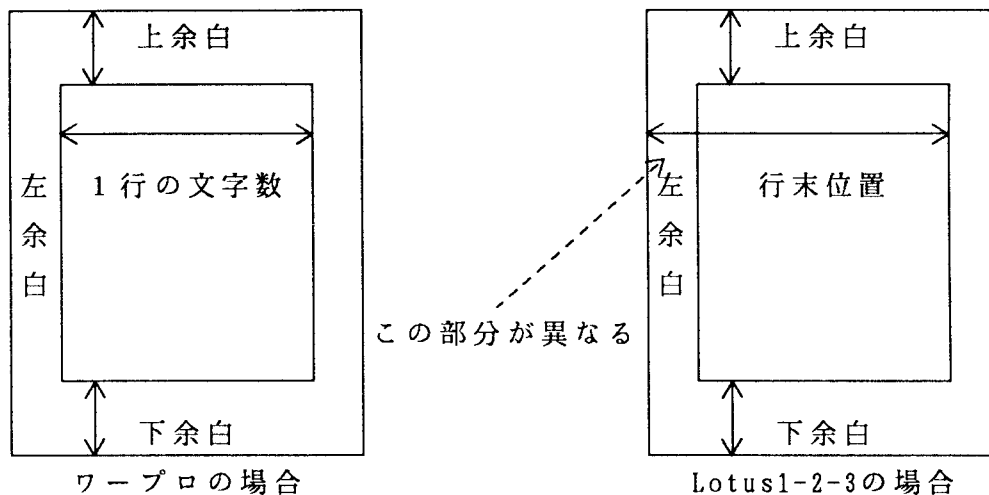 上余白
1行の文字数
左余白
下余白
ワープロの場合
この部分が異なる
上余白
行末位置
左余白
下余白
Lotus1-2-3の場合